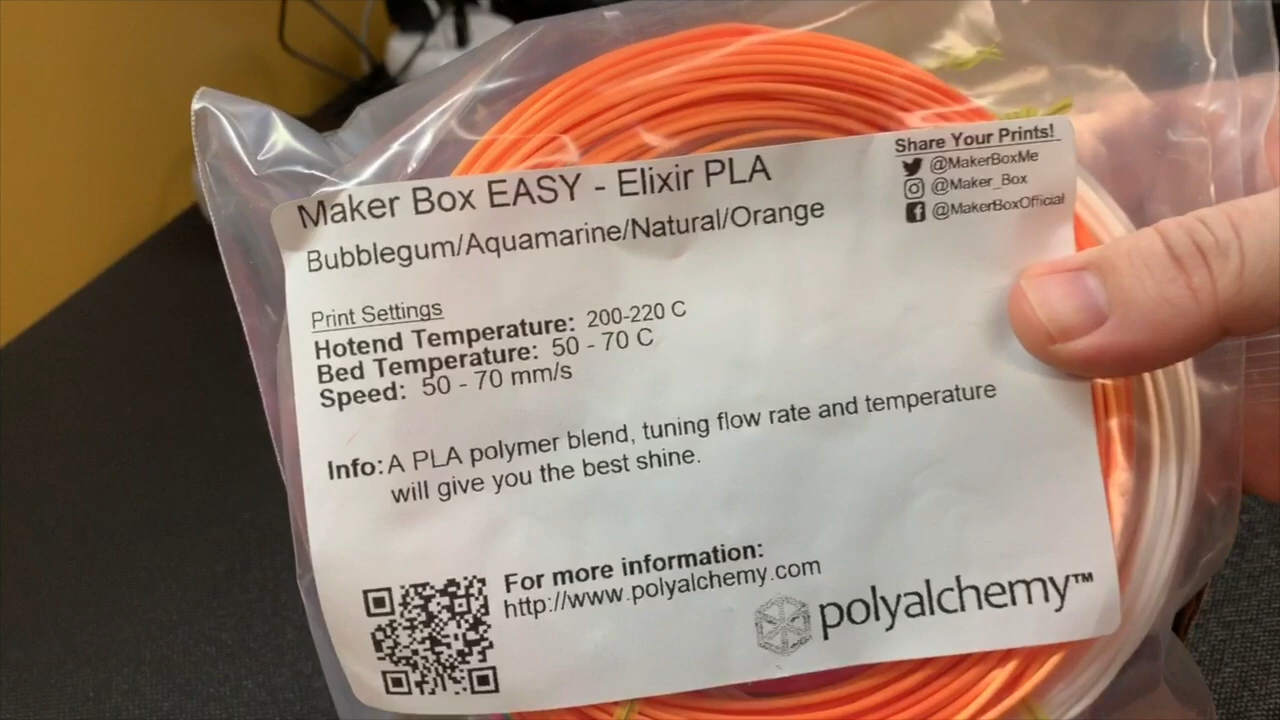 Maker Box EASY - Elixir PLA
Bubblegum/Aquamarine/Natural/Orange
Share Your Prints!
@MakerBoxMe
@Maker_Box
@MakerBoxOfficial
Print Settings
Hotend Temperature: 200-220 C
Bed Temperature: 50 - 70 C
Speed: 50 - 70 mm/s
Info: A PLA polymer blend, tuning flow rate and temperature
will give you the best shine.
For more information:
http://www.polyalchemy.com
polyalchemy™